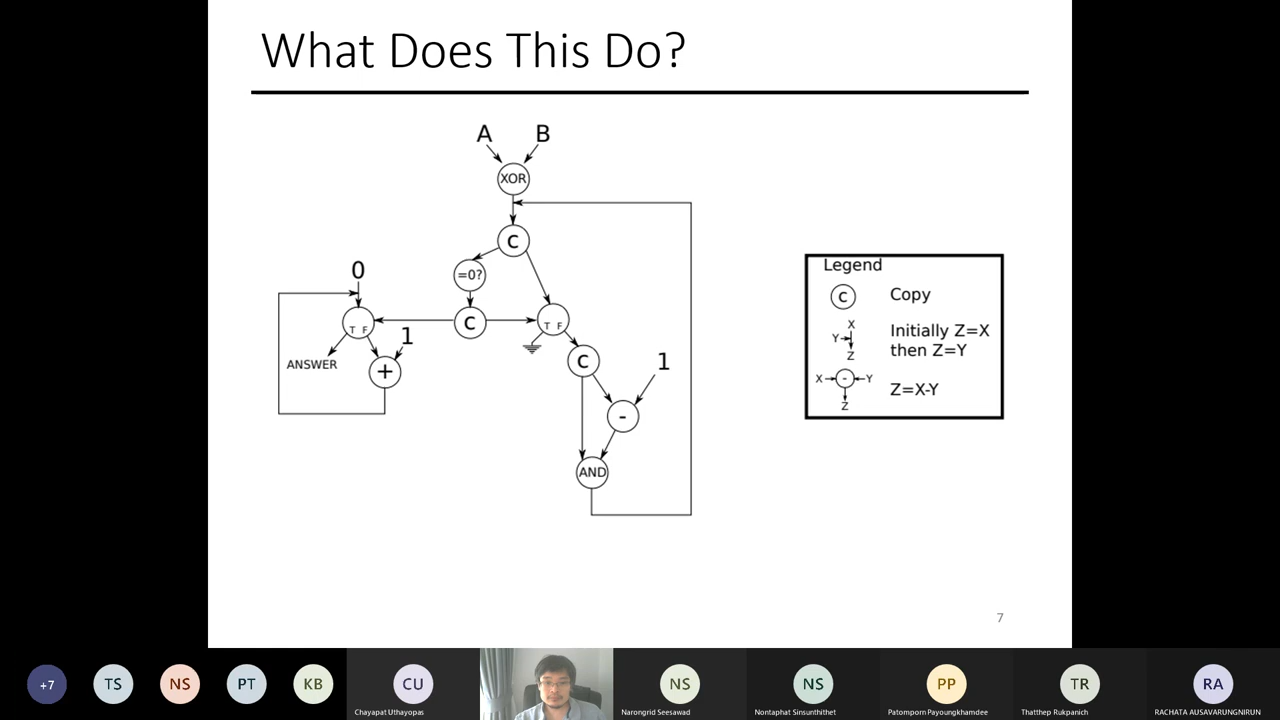 What Does This Do?
A B
XOR
C
=0?
0
T F
C
T F
1
ANSWER
+
C
1
-
AND
Legend
C
Copy
X
Y
Z
Initially Z=X
then Z=Y
X - Y
Z
Z=X-Y
7
+7
TS
NS
PT
KB
CU
NS
NS
PP
TR
RA
Chayapat Uthayopas
Narongrid Seesawad
Nontaphat Sinsunthithet
Patomporn Payoungkhamdee
Thatthep Rukpanich
RACHATA AUSAVARUNGNIRUN